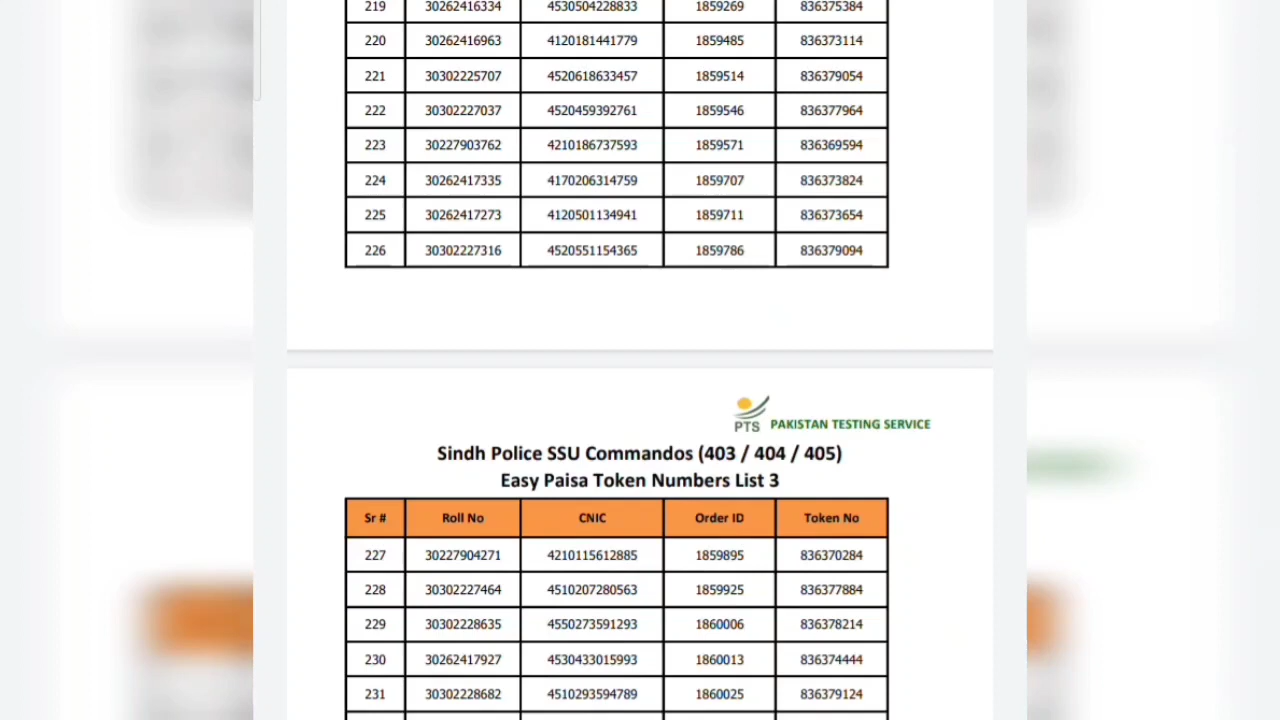 219 30262416334 4530504228833 1859269 836375384
220 30262416963 4120181441779 1859485 836373114
221 30302225707 4520618633457 1859514 836379054
222 30302227037 4520459392761 1859546 836377964
223 30227903762 4210186737593 1859571 836369594
224 30262417335 4170206314759 1859707 836373824
225 30262417273 4120501134941 1859711 836373654
226 30302227316 4520551154365 1859786 836379094
PTS PAKISTAN TESTING SERVICE
Sindh Police SSU Commandos (403 / 404 / 405)
Easy Paisa Token Numbers List 3
Sr # Roll No CNIC Order ID Token No
227 30227904271 4210115612885 1859895 836370284
228 30302227464 4510207280563 1859925 836377884
229 30302228635 4550273591293 1860006 836378214
230 30262417927 4530433015993 1860013 836374444
231 30302228682 4510293594789 1860025 836379124